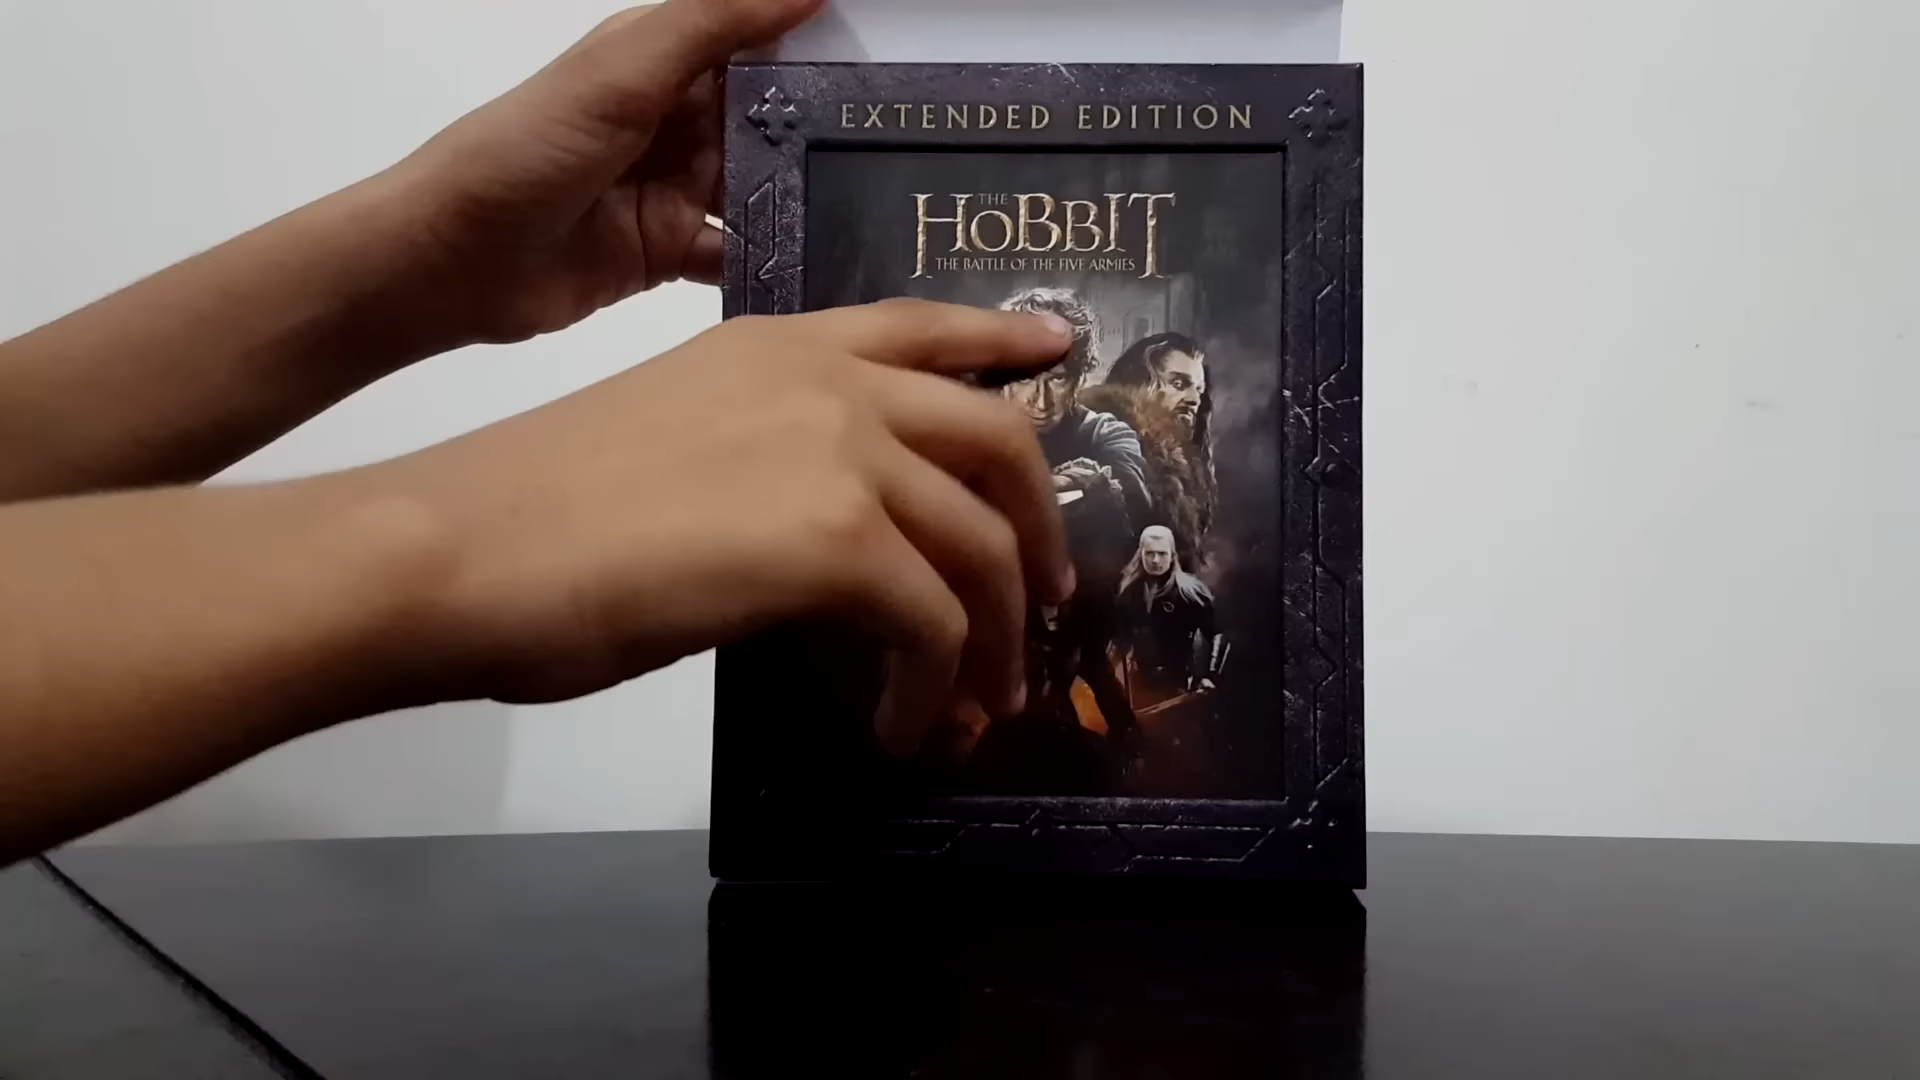 EXTENDED EDITION
THE
HOBBIT
THE BATTLE OF THE FIVE ARMIES